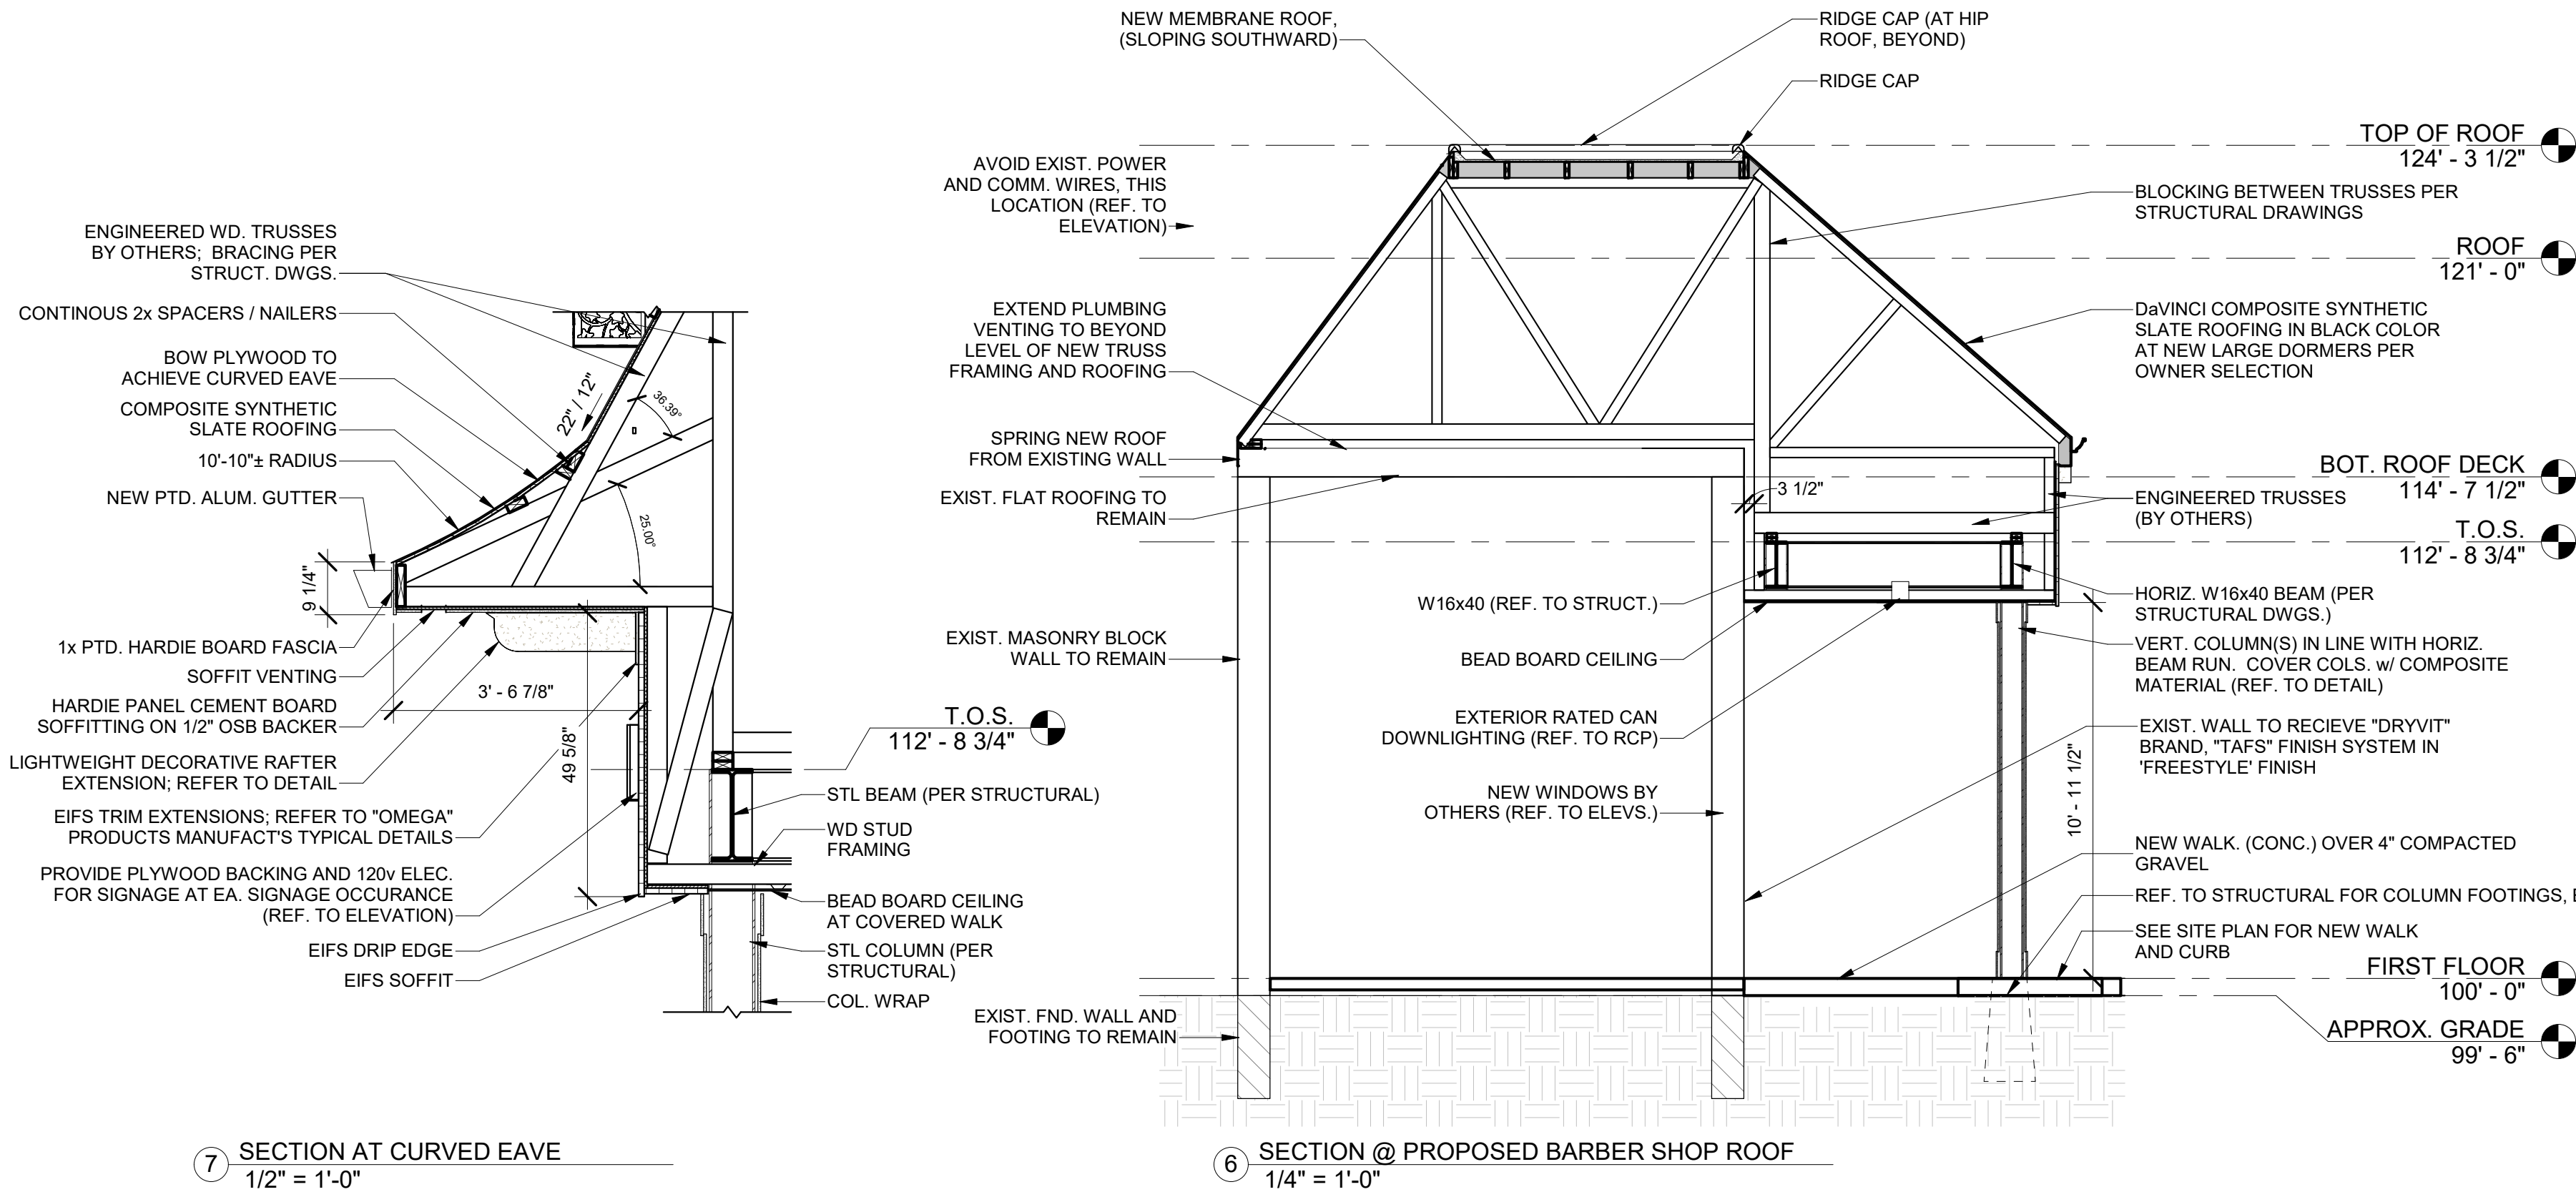 ENGINEERED WD. TRUSSES
BY OTHERS; BRACING PER
STRUCT. DWGS.
CONTINOUS 2x SPACERS / NAILERS
BOW PLYWOOD TO
ACHIEVE CURVED EAVE
COMPOSITE SYNTHETIC
SLATE ROOFING
10'-10"± RADIUS
NEW PTD. ALUM. GUTTER
9 1/4"
1x PTD. HARDIE BOARD FASCIA
SOFFIT VENTING
HARDIE PANEL CEMENT BOARD
SOFFITTING ON 1/2" OSB BACKER
LIGHTWEIGHT DECORATIVE RAFTER
EXTENSION; REFER TO DETAIL
EIFS TRIM EXTENSIONS; REFER TO "OMEGA"
PRODUCTS MANUFACT'S TYPICAL DETAILS
PROVIDE PLYWOOD BACKING AND 120v ELEC.
FOR SIGNAGE AT EA. SIGNAGE OCCURANCE
(REF. TO ELEVATION)
EIFS DRIP EDGE
EIFS SOFFIT
22" / 12"
36.39°
25.00°
3' - 6 7/8"
49 5/8"
T.O.S.
112' - 8 3/4"
STL BEAM (PER STRUCTURAL)
WD STUD
FRAMING
BEAD BOARD CEILING
AT COVERED WALK
STL COLUMN (PER
STRUCTURAL)
COL. WRAP
7
SECTION AT CURVED EAVE
1/2" = 1'-0"
NEW MEMBRANE ROOF,
(SLOPING SOUTHWARD)
AVOID EXIST. POWER
AND COMM. WIRES, THIS
LOCATION (REF. TO
ELEVATION)
EXTEND PLUMBING
VENTING TO BEYOND
LEVEL OF NEW TRUSS
FRAMING AND ROOFING
SPRING NEW ROOF
FROM EXISTING WALL
EXIST. FLAT ROOFING TO
REMAIN
EXIST. MASONRY BLOCK
WALL TO REMAIN
EXIST. FND. WALL AND
FOOTING TO REMAIN
W16x40 (REF. TO STRUCT.)
BEAD BOARD CEILING
EXTERIOR RATED CAN
DOWNLIGHTING (REF. TO RCP)
NEW WINDOWS BY
OTHERS (REF. TO ELEVS.)
3 1/2"
10' - 11 1/2"
RIDGE CAP (AT HIP
ROOF, BEYOND)
RIDGE CAP
TOP OF ROOF
124' - 3 1/2"
BLOCKING BETWEEN TRUSSES PER
STRUCTURAL DRAWINGS
ROOF
121' - 0"
DaVINCI COMPOSITE SYNTHETIC
SLATE ROOFING IN BLACK COLOR
AT NEW LARGE DORMERS PER
OWNER SELECTION
BOT. ROOF DECK
114' - 7 1/2"
ENGINEERED TRUSSES
(BY OTHERS)
T.O.S.
112' - 8 3/4"
HORIZ. W16x40 BEAM (PER
STRUCTURAL DWGS.)
VERT. COLUMN(S) IN LINE WITH HORIZ.
BEAM RUN. COVER COLS. w/ COMPOSITE
MATERIAL (REF. TO DETAIL)
EXIST. WALL TO RECIEVE "DRYVIT"
BRAND, "TAFS" FINISH SYSTEM IN
'FREESTYLE' FINISH
NEW WALK. (CONC.) OVER 4" COMPACTED
GRAVEL
REF. TO STRUCTURAL FOR COLUMN FOOTINGS,
SEE SITE PLAN FOR NEW WALK
AND CURB
FIRST FLOOR
100' - 0"
APPROX. GRADE
99' - 6"
6
SECTION @ PROPOSED BARBER SHOP ROOF
1/4" = 1'-0"